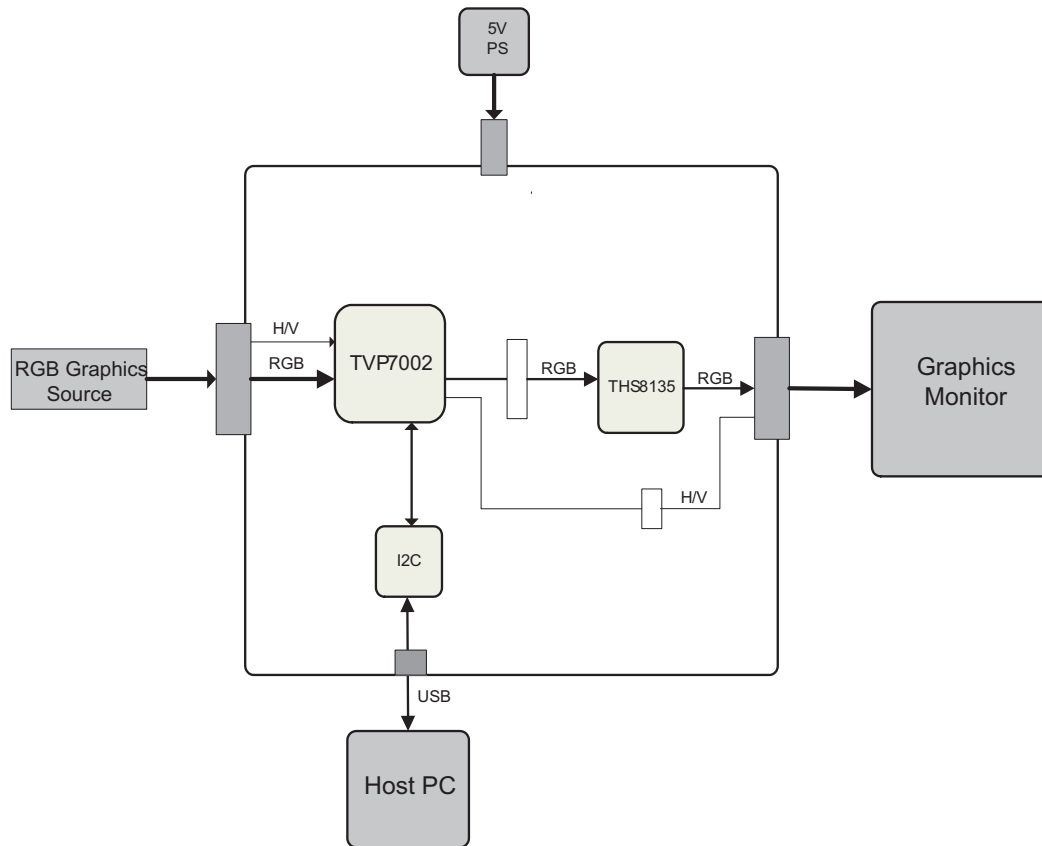 5V
PS
H/V
RGB
TVP7002
RGB
THS8135
RGB
RGB Graphics
Source
Graphics
Monitor
H/V
I2C
USB
Host PC